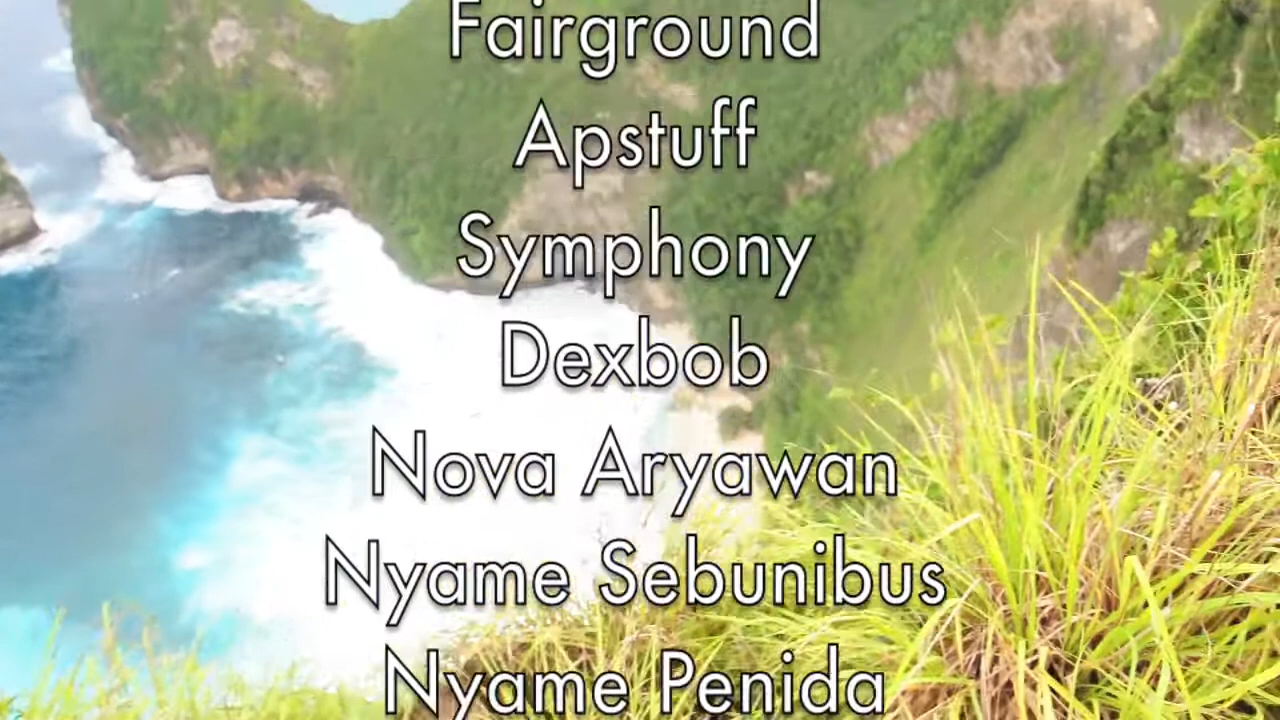 Fairground
Apstuff
Symphony
Dexbob
Nova Aryawan
Nyame Sebunibus
Nyame Penida